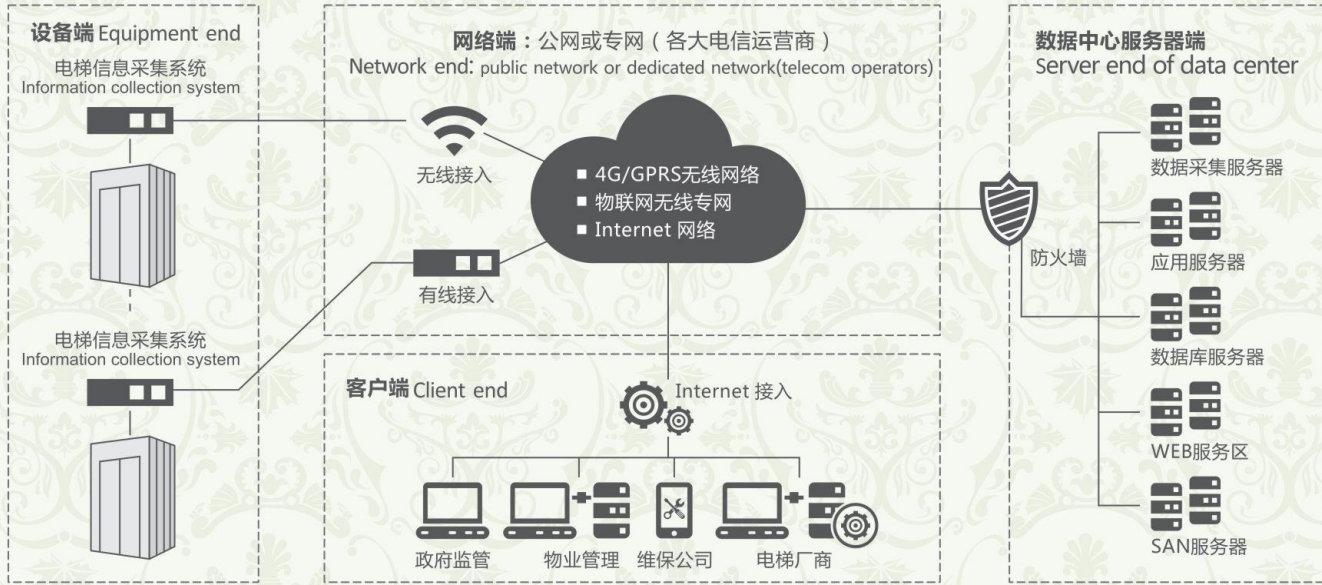 设备端 Equipment end
电梯信息采集系统
Information collection system
电梯信息采集系统
Information collection system
网络端：公网或专网（各大电信运营商）
Network end: public network or dedicated network(telecom operators)
无线接入
有线接入
■ 4G/GPRS无线网络
■ 物联网无线专网
■ Internet 网络
客户端 Client end
Internet 接入
政府监管
物业管理
维保公司
电梯厂商
数据中心服务器端
Server end of data center
防火墙
数据采集服务器
应用服务器
数据库服务器
WEB服务区
SAN服务器